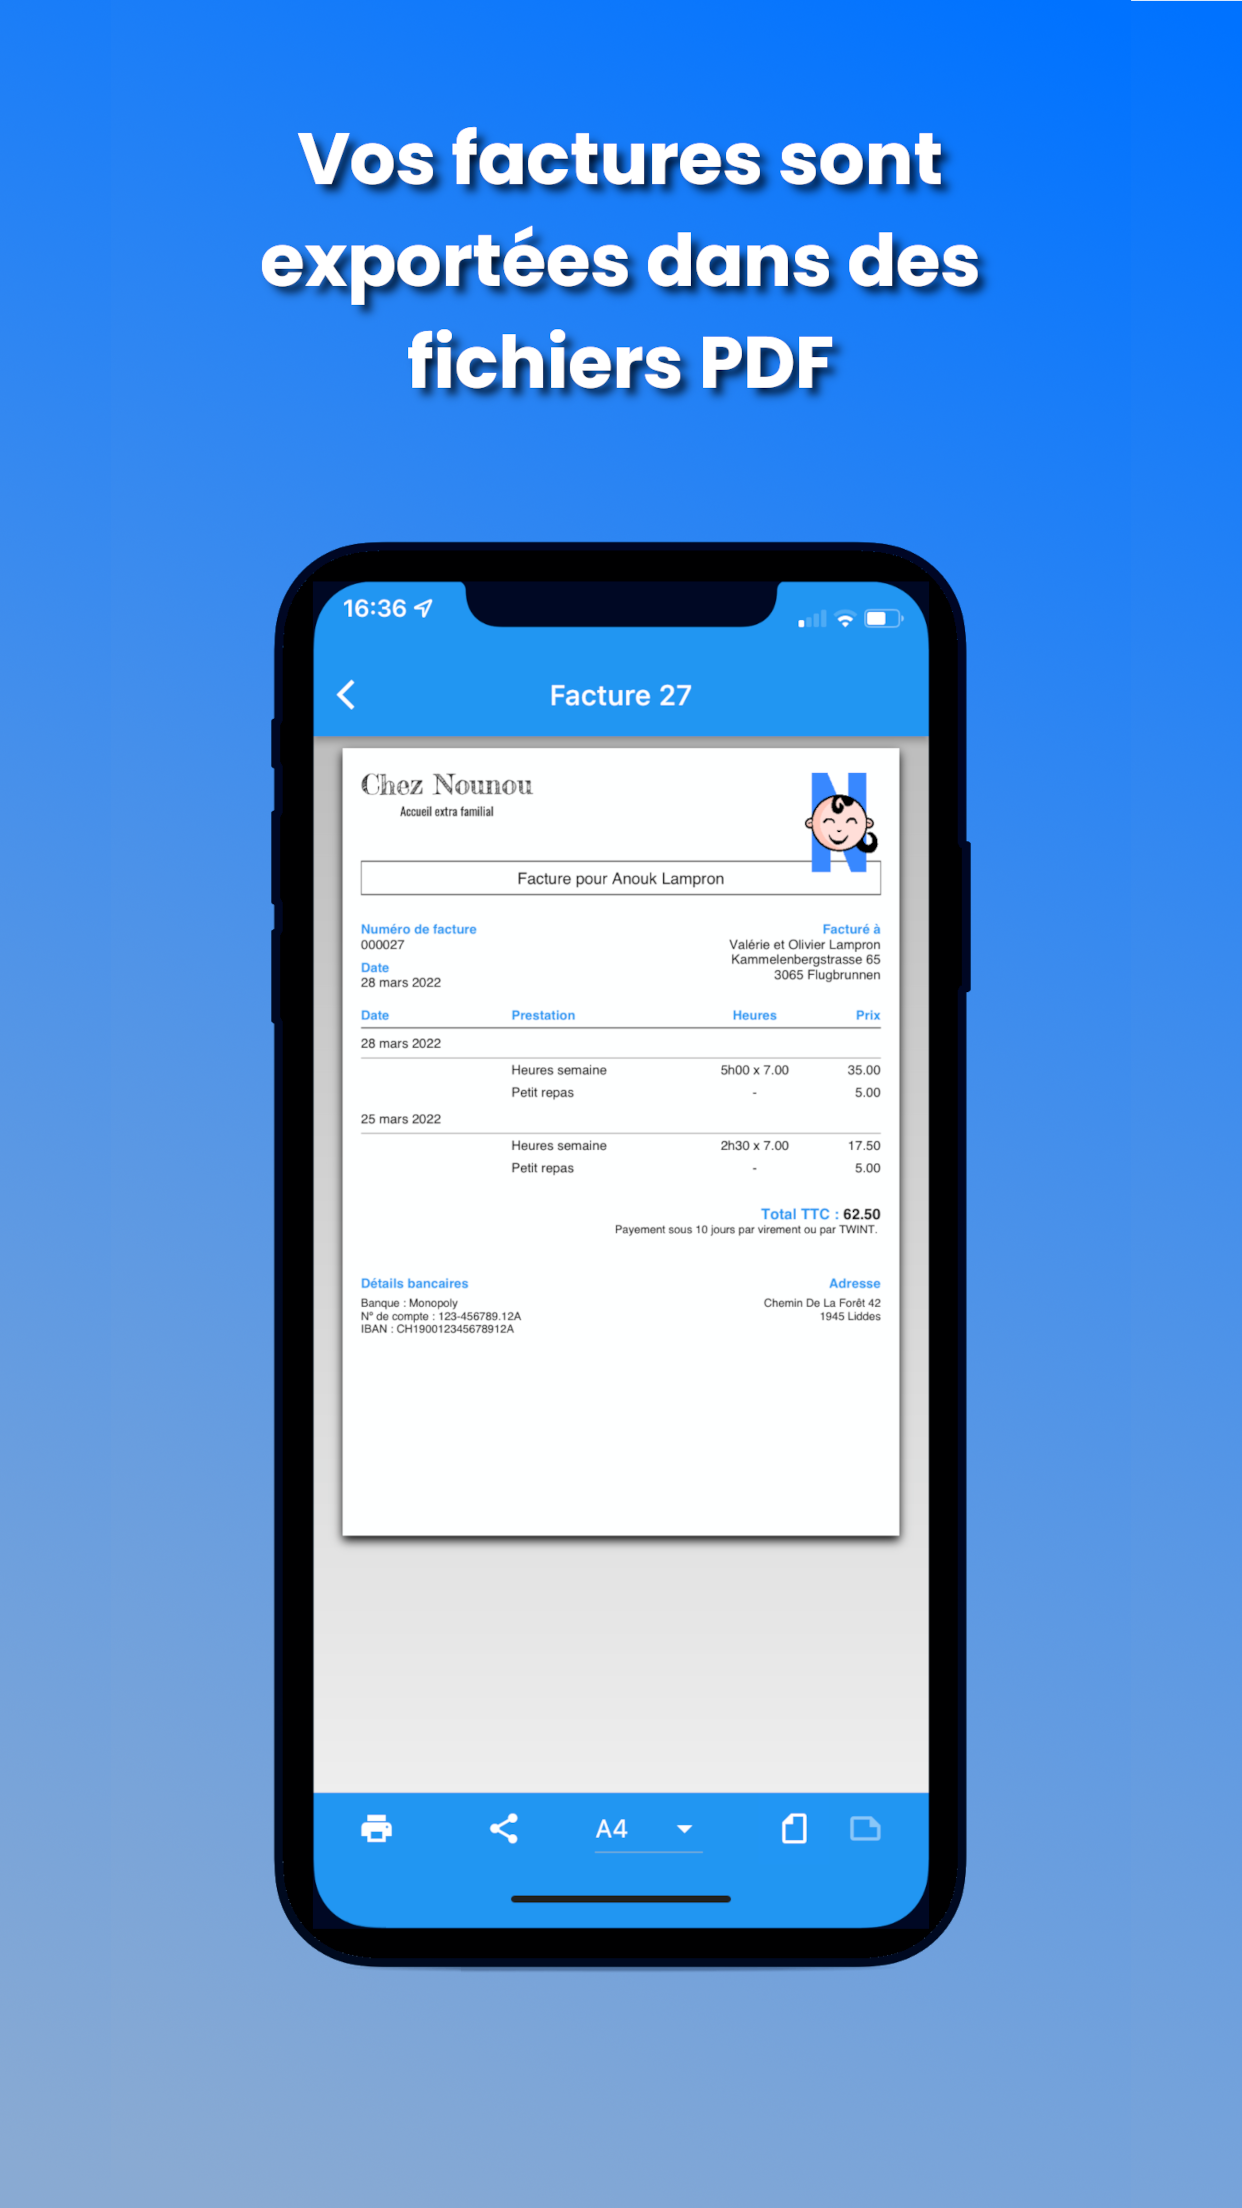 Vos factures sont
exportées dans des
fichiers PDF
16:36
Facture 27
Chez Nounou
Accueil extra familial
N
Facture pour Anouk Lampron
Numéro de facture
000027
Date
28 mars 2022
Facturé à
Valérie et Olivier Lampron
Kammelenbergstrasse 65
3065 Flugbrunnen
Date Prestation Heures Prix
28 mars 2022
Heures semaine 5h00 x 7.00 35.00
Petit repas - 5.00
25 mars 2022
Heures semaine 2h30 x 7.00 17.50
Petit repas - 5.00
Total TTC : 62.50
Payement sous 10 jours par virement ou par TWINT.
Détails bancaires
Banque : Monopoly
N° de compte : 123-456789.12A
IBAN : CH190012345678912A
Adresse
Chemin De La Forêt 42
1945 Liddes
A4